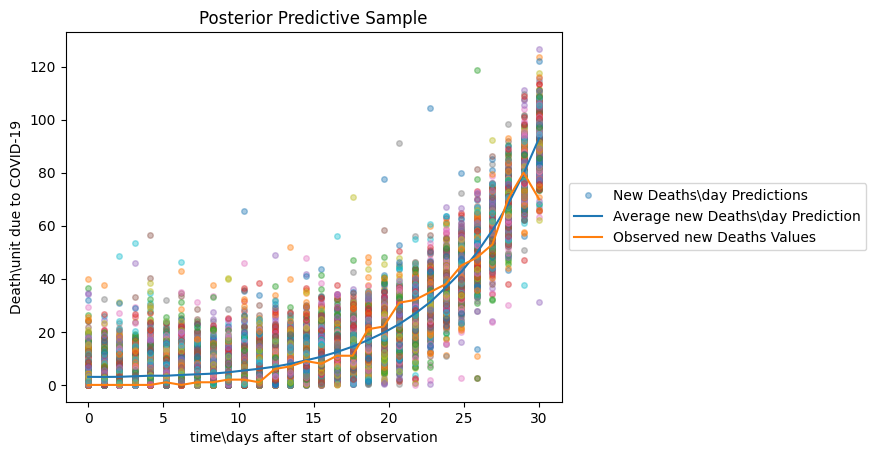 Posterior Predictive Sample
Death\unit due to COVID-19
120
100
80
60
40
20
0
0 5 10 15 20 25 30
time\days after start of observation
New Deaths\day Predictions
Average new Deaths\day Prediction
Observed new Deaths Values